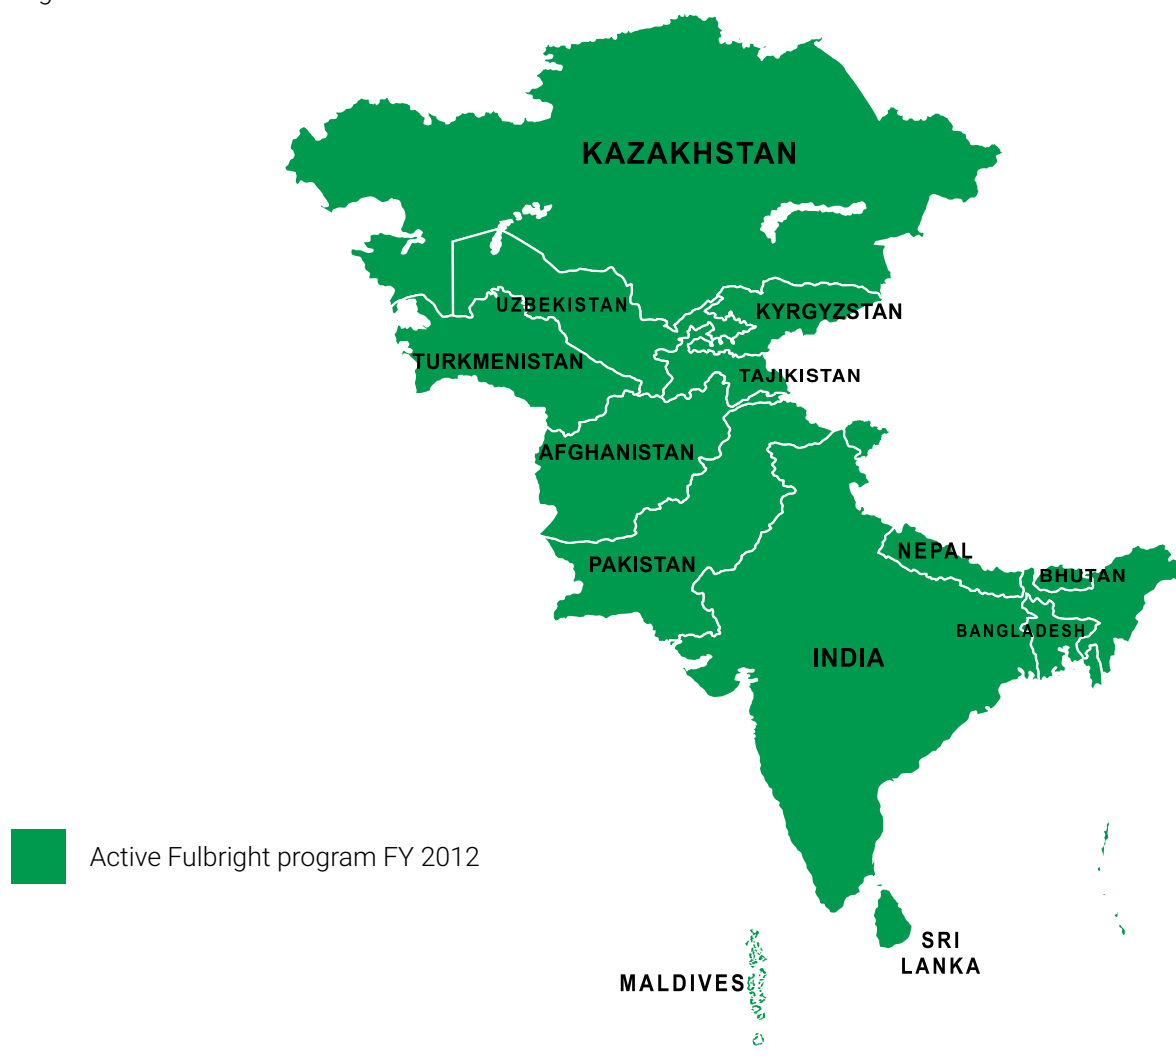 KAZAKHSTAN
UZBEKISTAN
KYRGYZSTAN
TURKMENISTAN
TAJIKISTAN
AFGHANISTAN
NEPAL
PAKISTAN
BHUTAN
BANGLADESH
INDIA
Active Fulbright program FY 2012
SRI
LANKA
MALDIVES